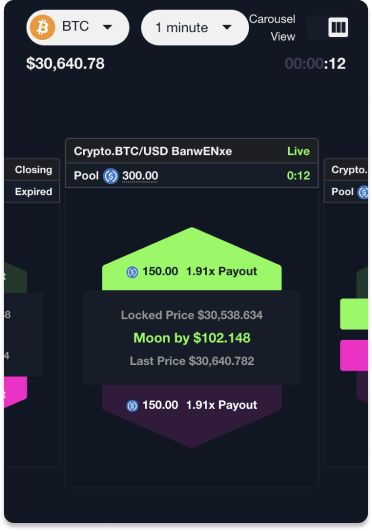 BTC
1 minute
Carousel
View
$30,640.78
00:00:12
Crypto.BTC/USD BanwENxe Live
Pool 300.00 0:12
Closing
Expired
Crypto.
Pool
150.00 1.91x Payout
Locked Price $30,538.634
Moon by $102.148
Last Price $30,640.782
150.00 1.91x Payout